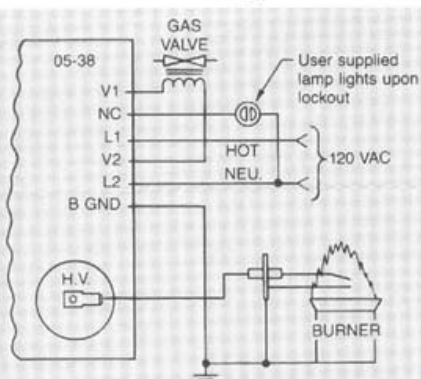 GAS
VALVE
05-38
User supplied
lamp lights upon
lockout
V1
NC
L1
HOT
120 VAC
V2
L2
NEU.
B GND
H.V.
BURNER